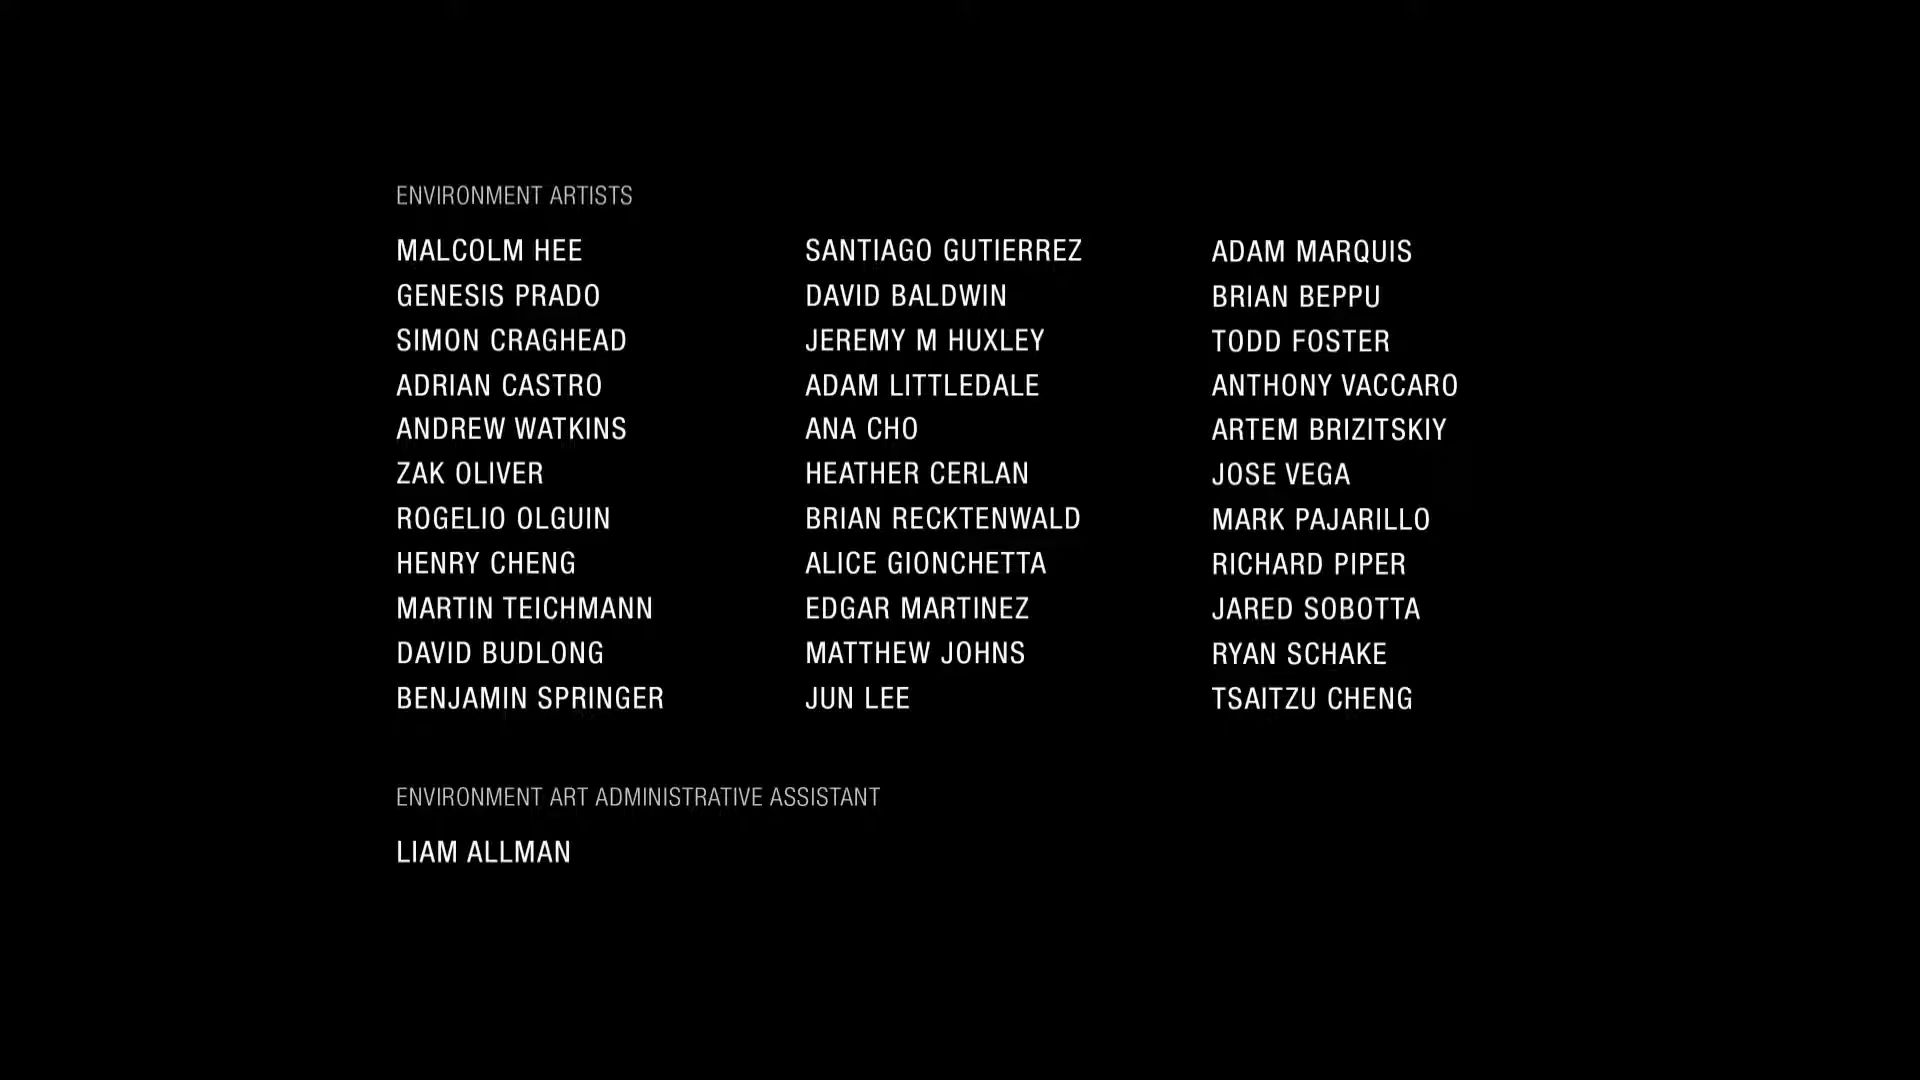 ENVIRONMENT ARTISTS
MALCOLM HEE SANTIAGO GUTIERREZ ADAM MARQUIS
GENESIS PRADO DAVID BALDWIN BRIAN BEPPU
SIMON CRAGHEAD JEREMY M HUXLEY TODD FOSTER
ADRIAN CASTRO ADAM LITTLEDALE ANTHONY VACCARO
ANDREW WATKINS ANA CHO ARTEM BRIZITSKIY
ZAK OLIVER HEATHER CERLAN JOSE VEGA
ROGELIO OLGUIN BRIAN RECKTENWALD MARK PAJARILLO
HENRY CHENG ALICE GIONCHETTA RICHARD PIPER
MARTIN TEICHMANN EDGAR MARTINEZ JARED SOBOTTA
DAVID BUDLONG MATTHEW JOHNS RYAN SCHAKE
BENJAMIN SPRINGER JUN LEE TSAITZU CHENG
ENVIRONMENT ART ADMINISTRATIVE ASSISTANT
LIAM ALLMAN